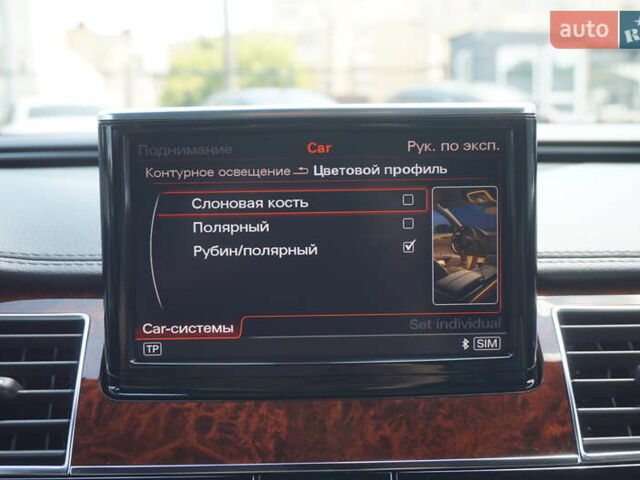 auto
R
Поднимание Car Рук. по эксп.
Контурное освещение Цветовой профиль
Слоновая кость
Полярный
Рубин/полярный
Car-системы Set individual
TP SIM